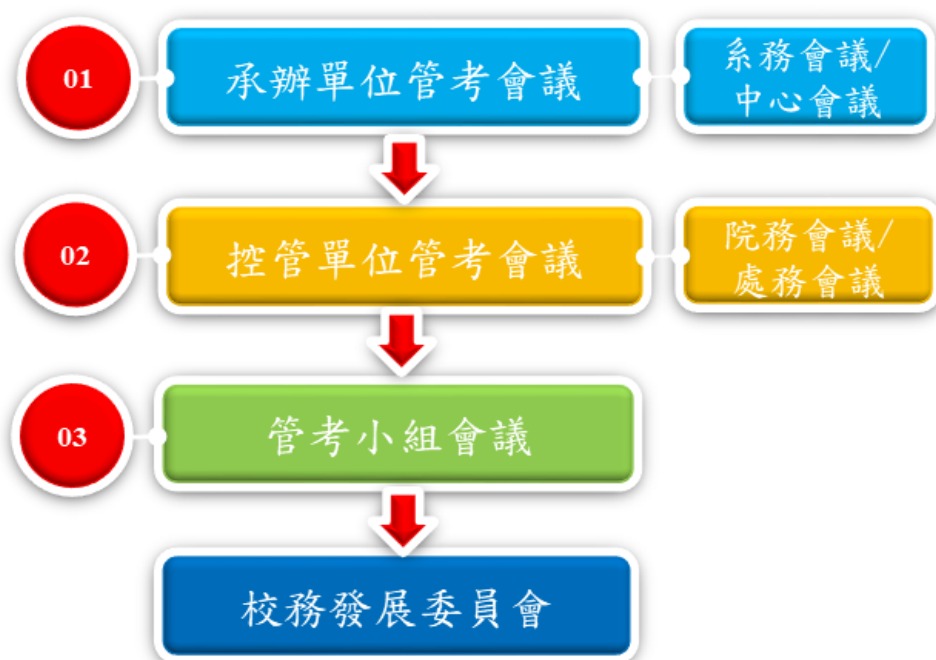 01
承辦單位管考會議
系務會議/
中心會議
02
控管單位管考會議
院務會議/
處務會議
03
管考小組會議
校務發展委員會